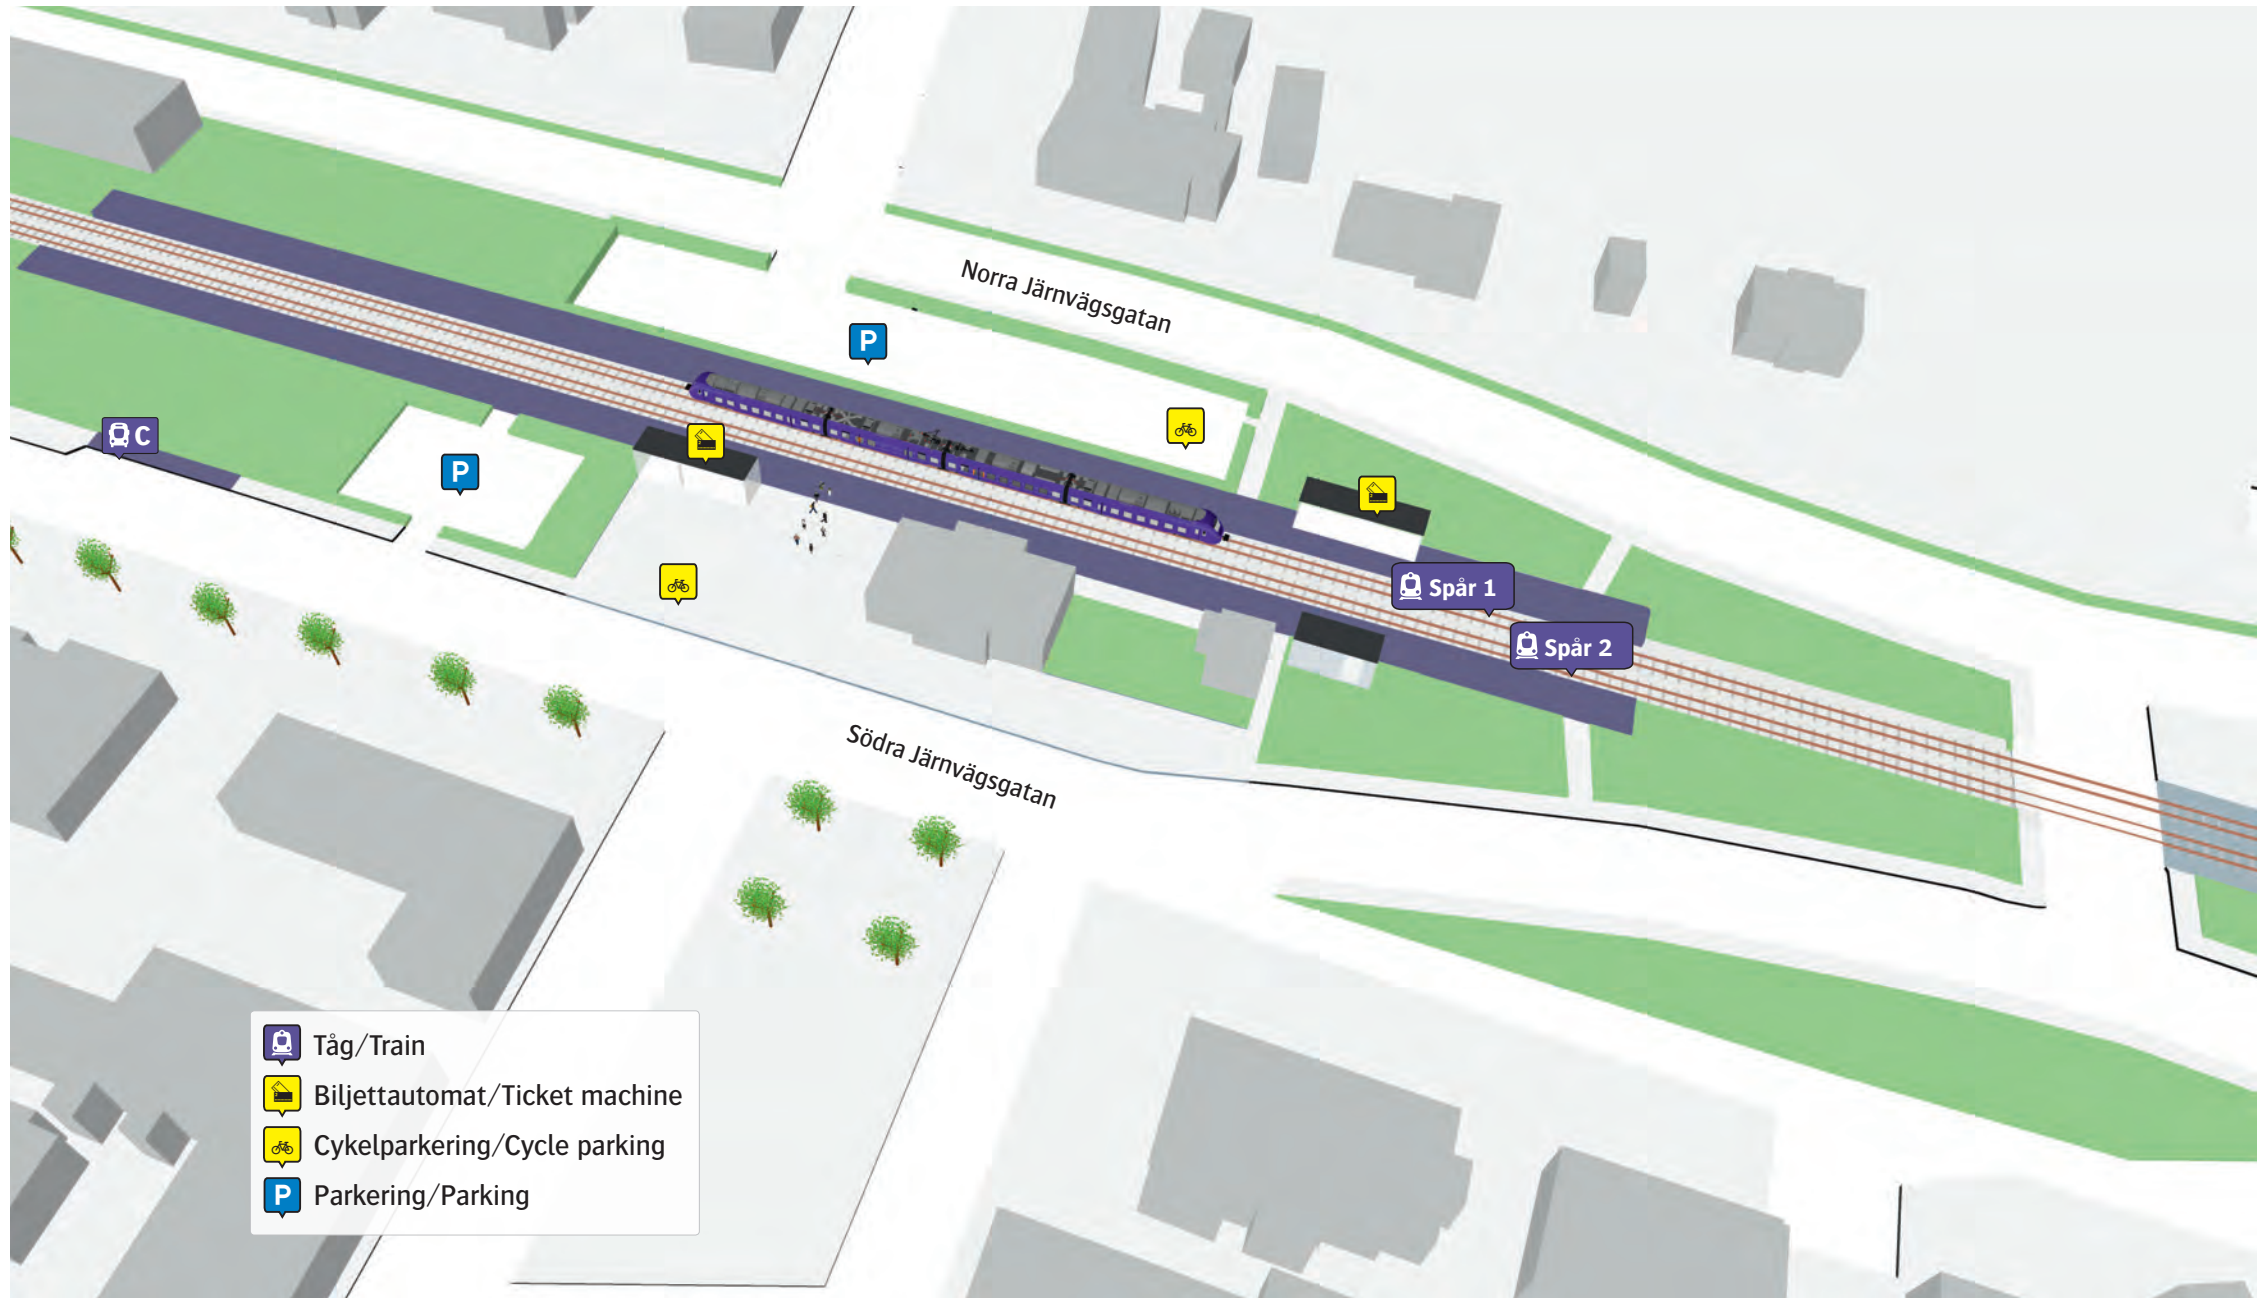 Norra Järnvägsgatan
P
C
P
Spår 1
Spår 2
Södra Järnvägsgatan
Tåg/Train
Biljettautomat/Ticket machine
Cykelparkering/Cycle parking
P Parkering/Parking